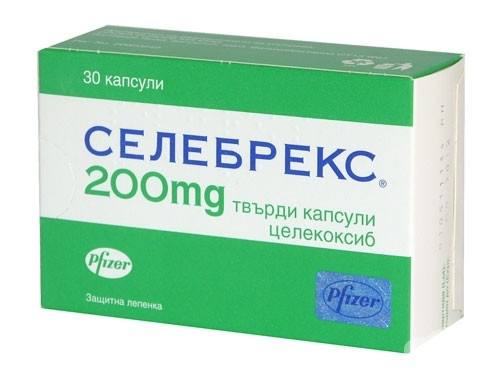 30 капсули
СЕЛЕБРЕКС®
200mg твърди капсули
целекоксиб
Pfizer
Защитна лепенка
Pfizer